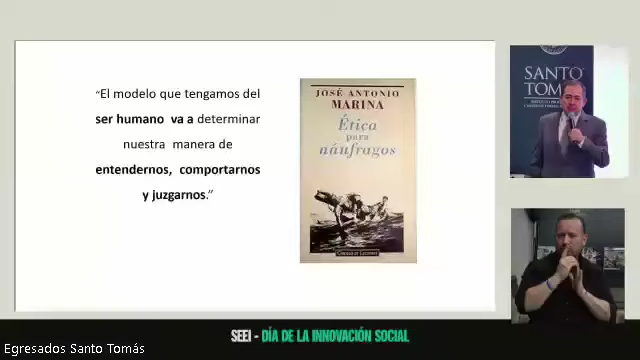 “El modelo que tengamos del
ser humano va a determinar
nuestra manera de
entendernos, comportarnos
y juzgarnos.”
JOSÉ ANTONIO
MARINA
Ética
para
náufragos
SANTO
TOM
SEEI - DÍA DE LA INNOVACIÓN SOCIAL
Egresados Santo Tomás